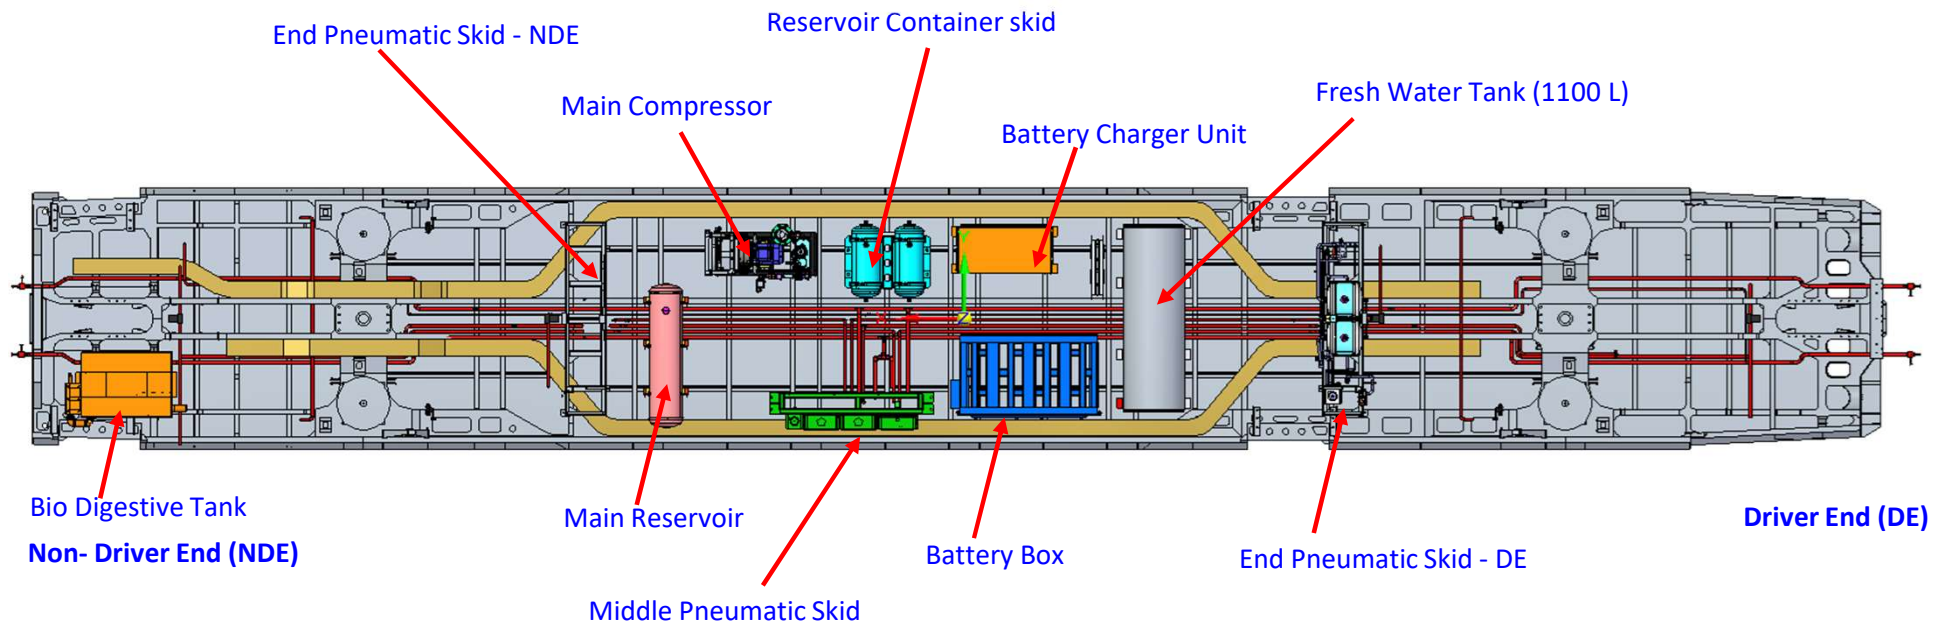 Reservoir Container skid
End Pneumatic Skid - NDE
Fresh Water Tank (1100 L)
Main Compressor
Battery Charger Unit
Bio Digestive Tank
Main Reservoir
Driver End (DE)
Non- Driver End (NDE)
Battery Box
End Pneumatic Skid - DE
Middle Pneumatic Skid